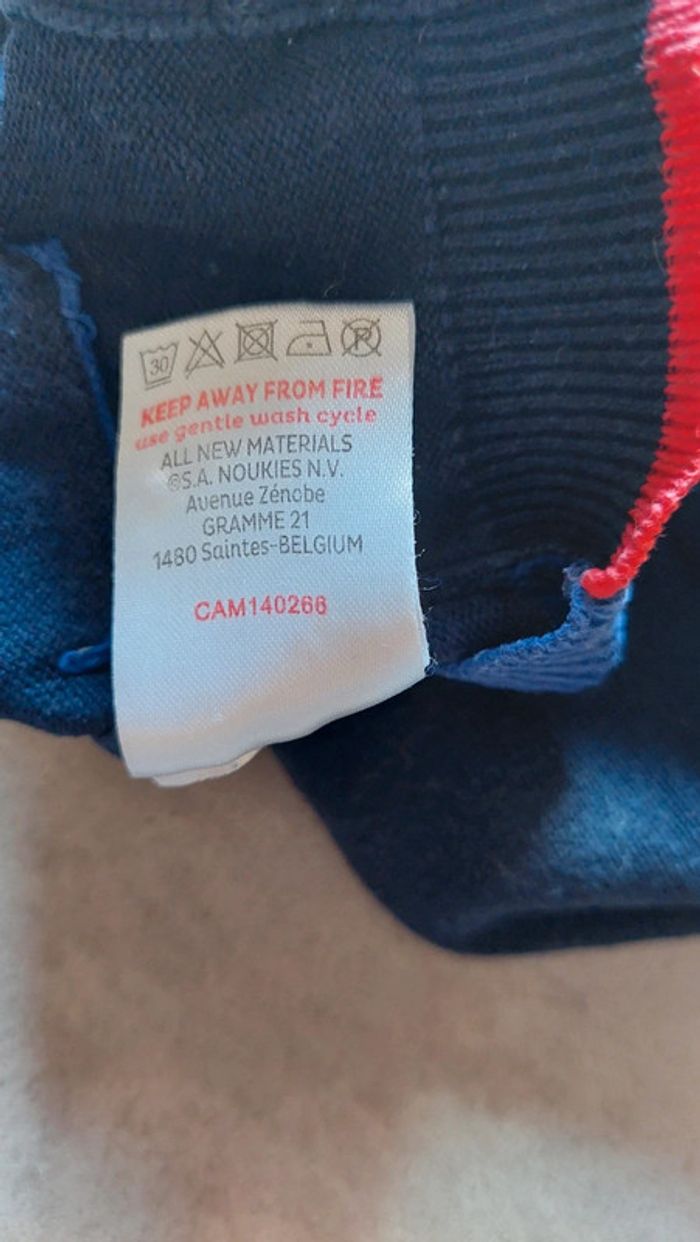 30
P
KEEP AWAY FROM FIRE
use gentle wash cycle
ALL NEW MATERIALS
©S.A. NOUKIES N.V.
Avenue Zénobe
GRAMME 21
1480 Saintes-BELGIUM
CAM140266